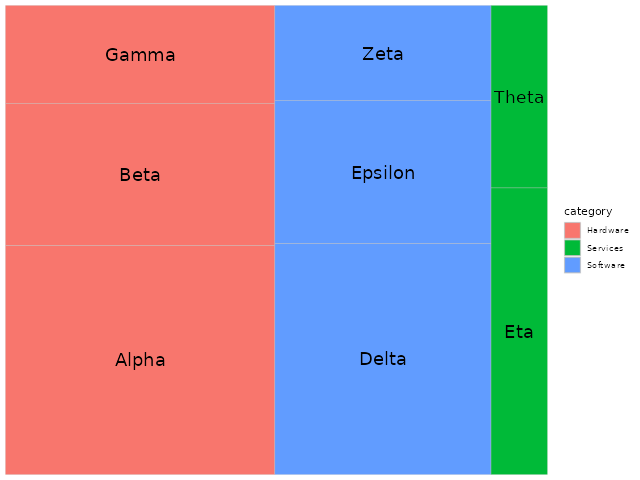 Gamma
Beta
Alpha
Zeta
Epsilon
Delta
Theta
Eta
category
Hardware
Services
Software